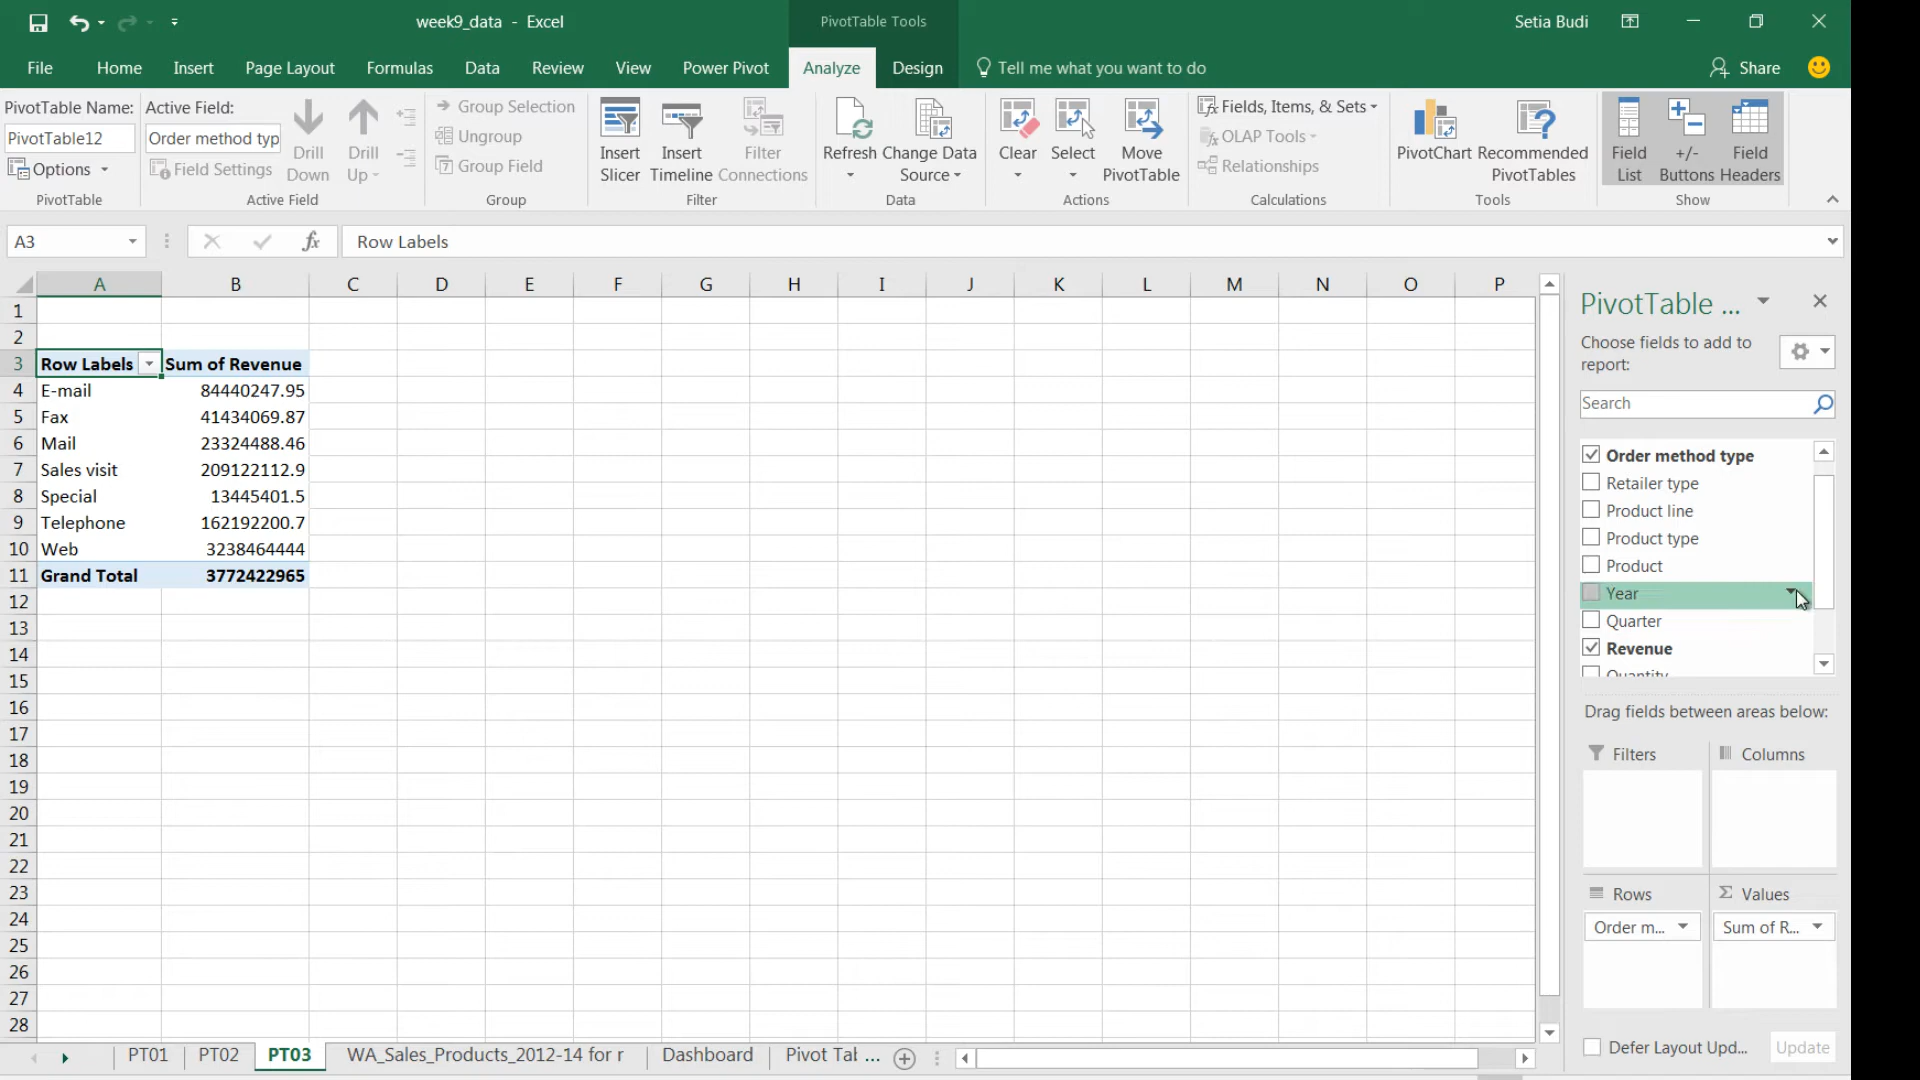 week9_data - Excel
PivotTable Tools
Setia Budi
File Home Insert Page Layout Formulas Data Review View Power Pivot Analyze Design Tell me what you want to do Share
PivotTable Name:
PivotTable12
Options
PivotTable
Active Field:
Order method typ
Field Settings
Drill Down
Drill Up
Active Field
Group Selection
Ungroup
Group Field
Group
Insert Slicer
Insert Timeline
Filter Connections
Filter
Refresh
Change Data Source
Data
Clear
Select
Move PivotTable
Actions
Fields, Items, & Sets
OLAP Tools
Relationships
Calculations
PivotChart
Recommended PivotTables
Tools
Field List
+/- Buttons
Field Headers
Show
A3
fx
Row Labels
A B C D E F G H I J K L M N O P
1
2
3 Row Labels Sum of Revenue
4 E-mail 84440247.95
5 Fax 41434069.87
6 Mail 23324488.46
7 Sales visit 209122112.9
8 Special 13445401.5
9 Telephone 162192200.7
10 Web 3238464444
11 Grand Total 3772422965
12
13
14
15
16
17
18
19
20
21
22
23
24
25
26
27
28
PivotTable ...
Choose fields to add to
report:
Search
Order method type
Retailer type
Product line
Product type
Product
Year
Quarter
Revenue
Quantity
Drag fields between areas below:
Filters
Columns
Rows
Order m...
Values
Sum of R...
Defer Layout Upd...
Update
PT01 PT02 PT03 WA_Sales_Products_2012-14 for r Dashboard Pivot Tab ...